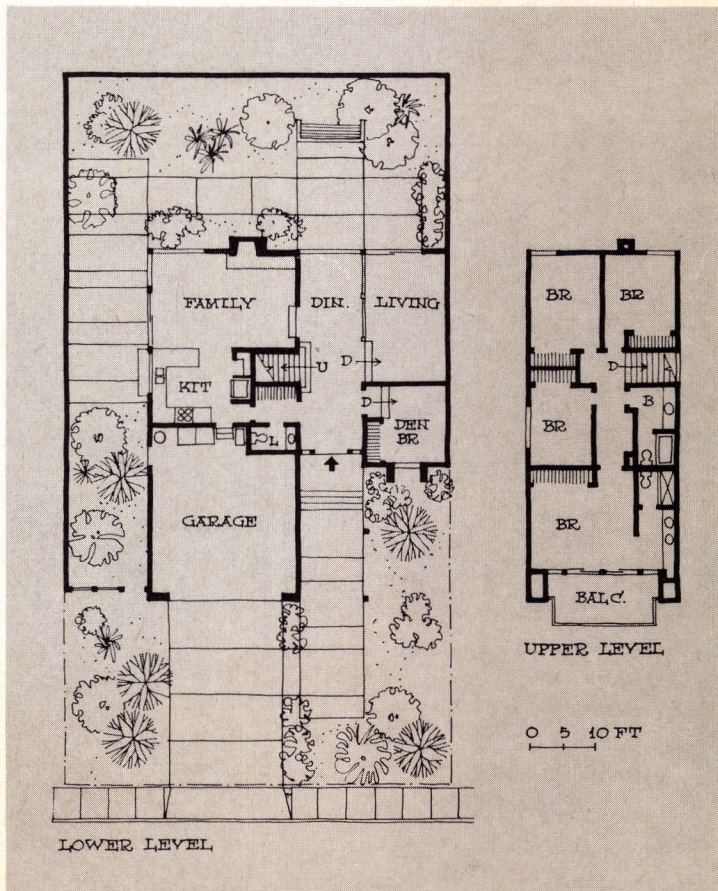 FAMILY
DIN.
LIVING
U
D
KIT
D
DEN
BR
L
GARAGE
LOWER LEVEL
BR
BR
D
B
BR
BR
BALC.
UPPER LEVEL
0 5 10 FT